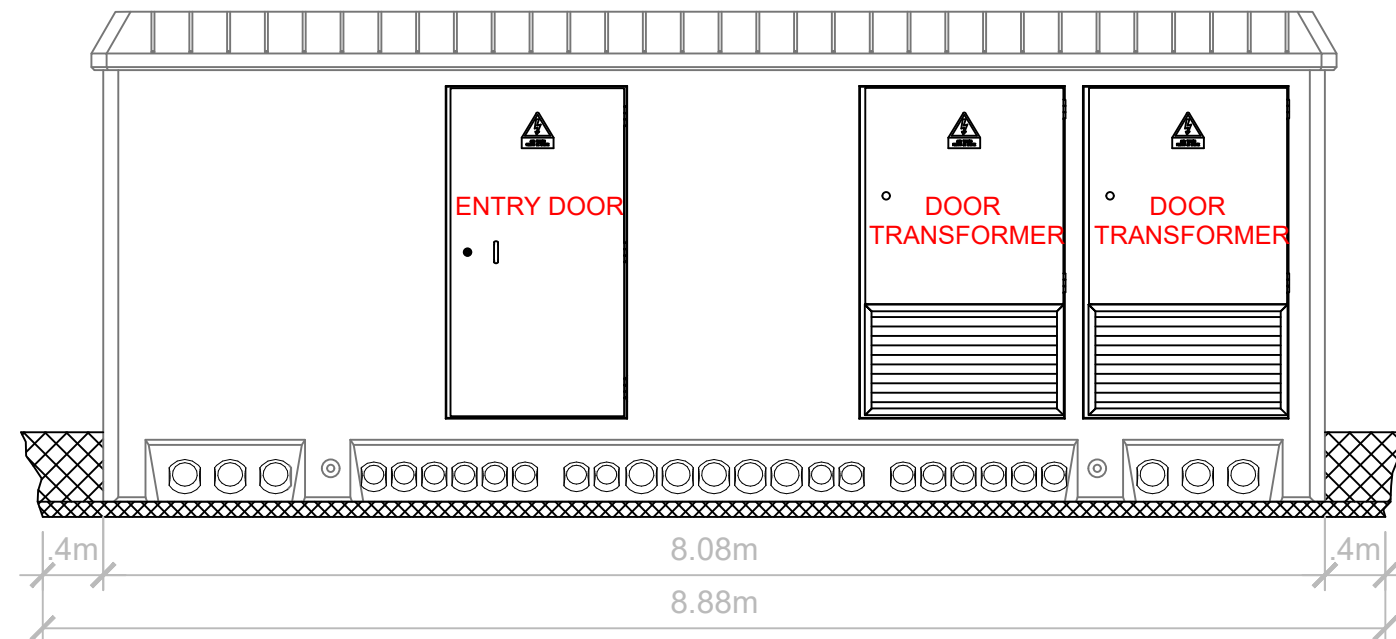 ENTRY DOOR
DOOR
TRANSFORMER
DOOR
TRANSFORMER
.4m
8.08m
.4m
8.88m